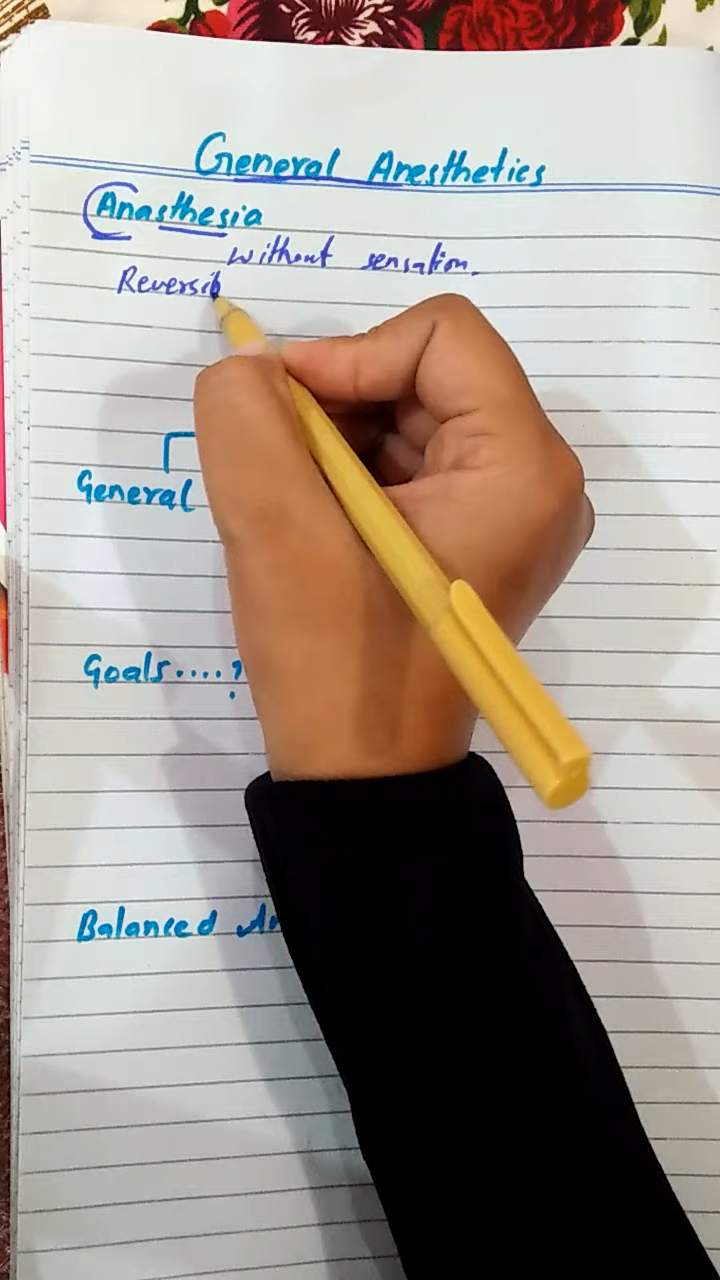 General Anesthetics
Anasthesia
without sensation.
Reversib
General
Goals....?
Balanced